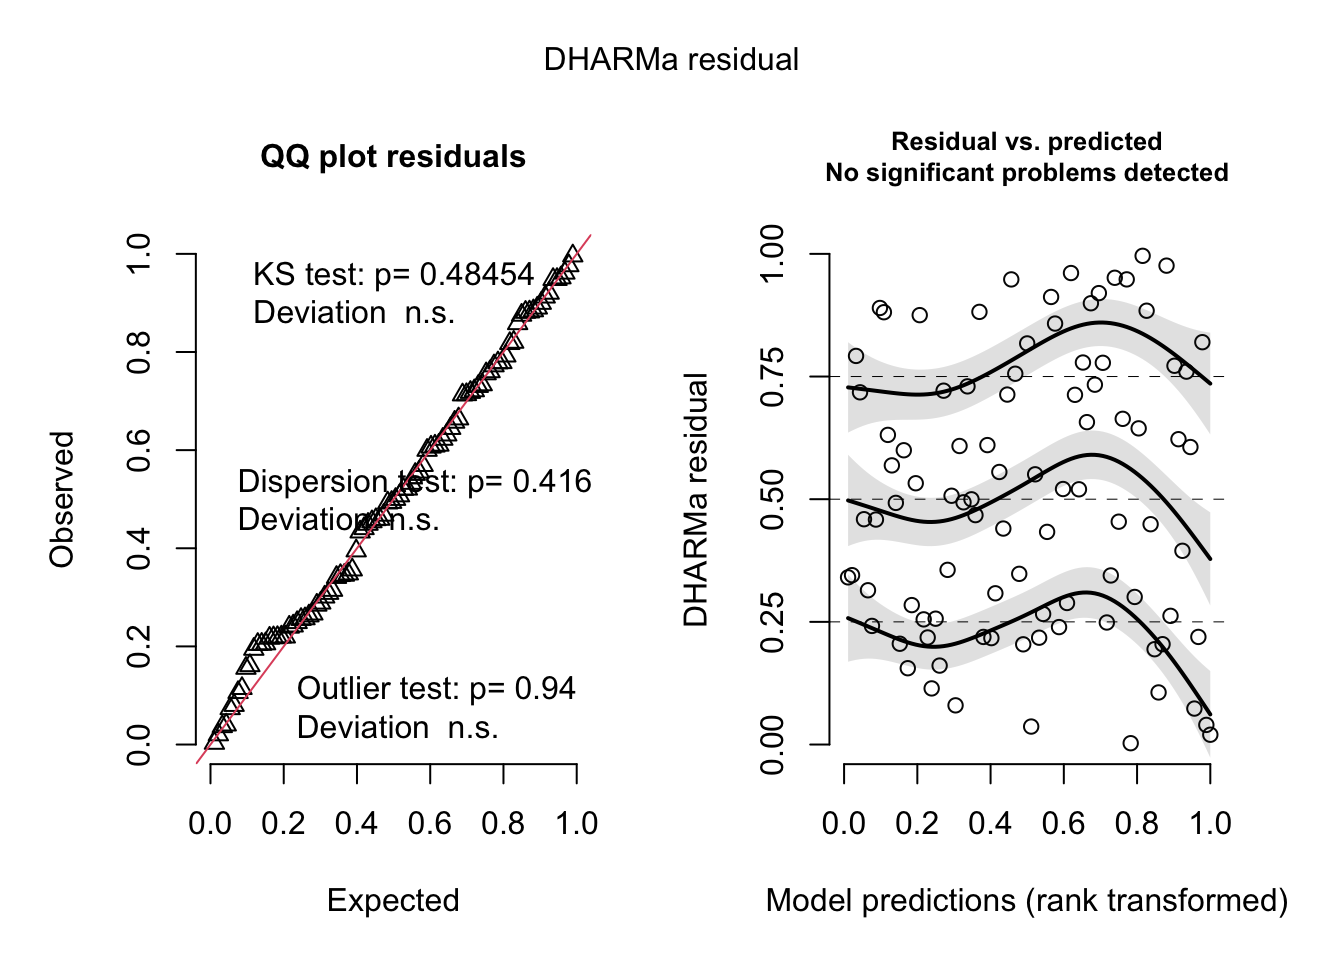 DHARMa residual
QQ plot residuals
KS test: p= 0.48454
Deviation  n.s.
Dispersion test: p= 0.416
Deviation  n.s.
Outlier test: p= 0.94
Deviation  n.s.
Observed
0.0
0.2
0.4
0.6
0.8
1.0
0.0 0.2 0.4 0.6 0.8 1.0
Expected
Residual vs. predicted
No significant problems detected
DHARMa residual
0.00
0.25
0.50
0.75
1.00
0.0 0.2 0.4 0.6 0.8 1.0
Model predictions (rank transformed)